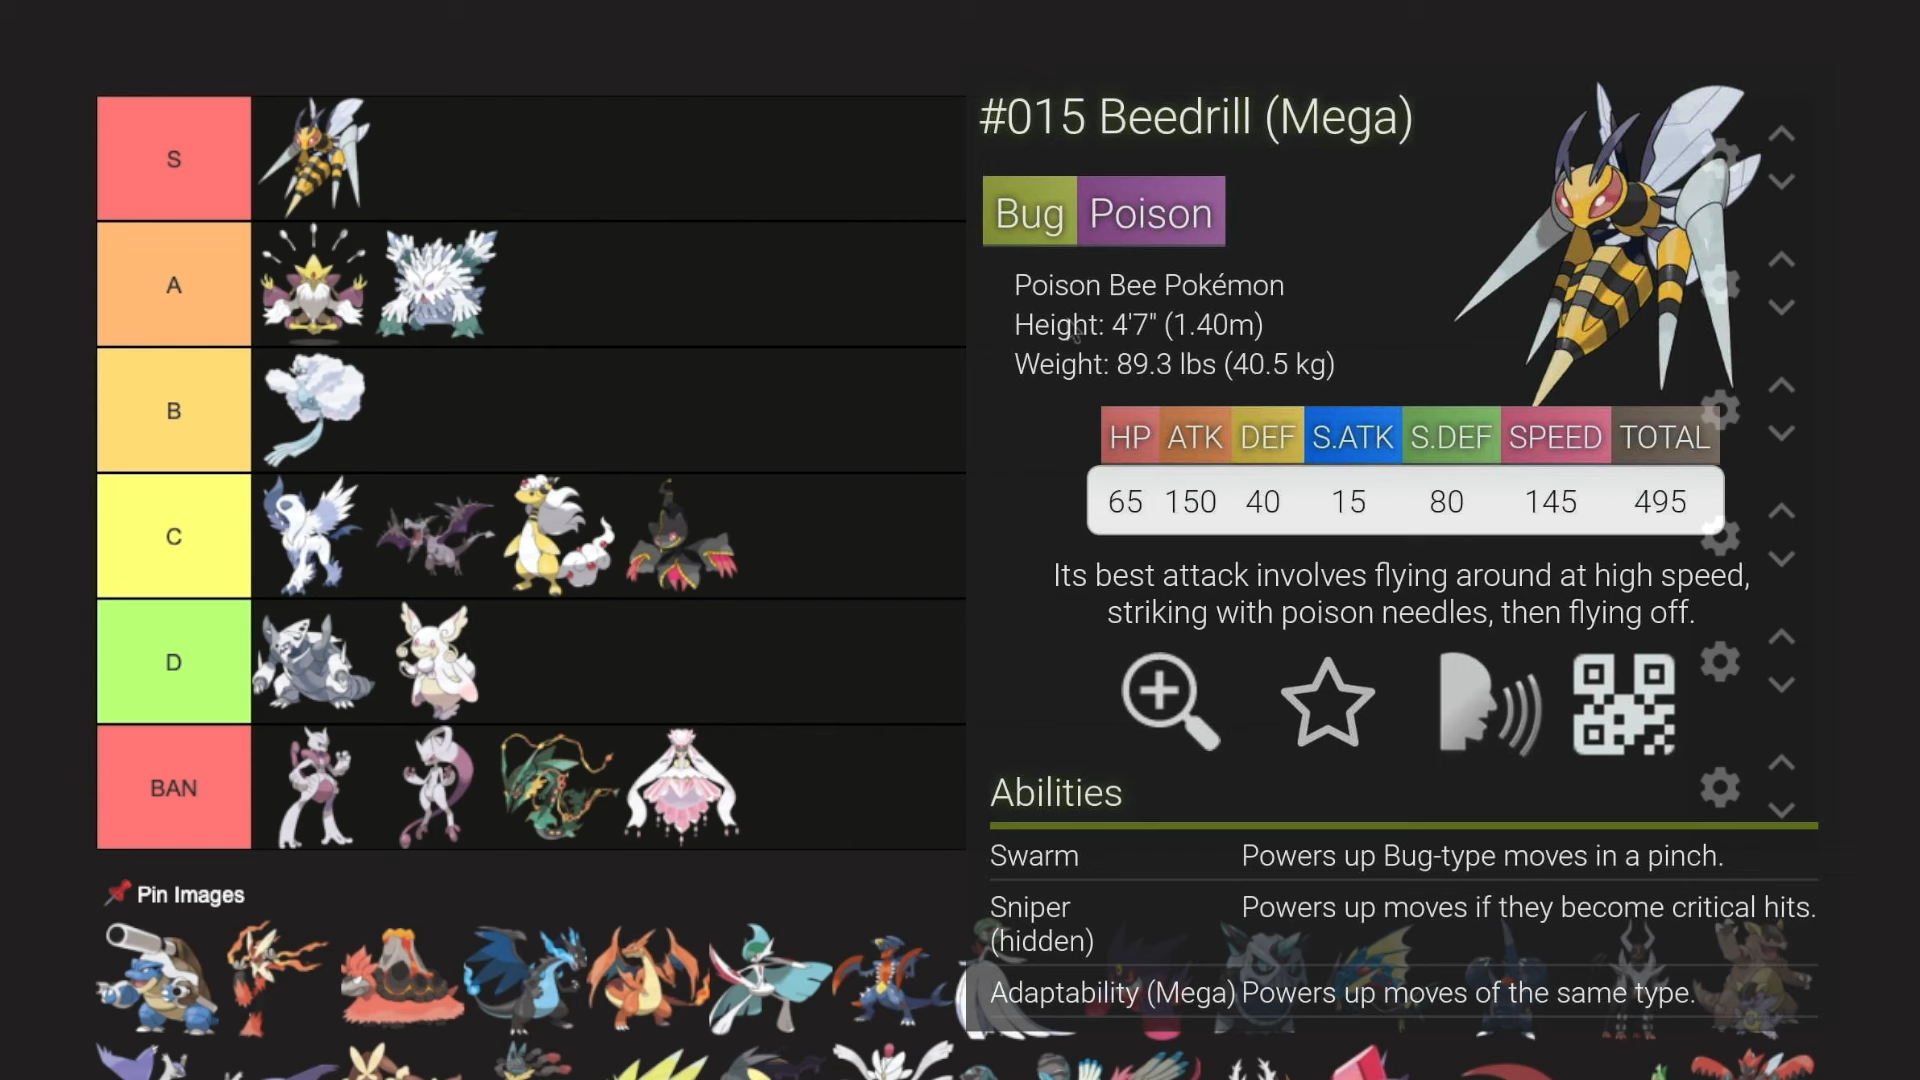 S
A
B
C
D
BAN
Pin Images
#015 Beedrill (Mega)
Bug Poison
Poison Bee Pokémon
Height: 4'7" (1.40m)
Weight: 89.3 lbs (40.5 kg)
HP ATK DEF S.ATK S.DEF SPEED TOTAL
65 150 40 15 80 145 495
Its best attack involves flying around at high speed,
striking with poison needles, then flying off.
Abilities
Swarm Powers up Bug-type moves in a pinch.
Sniper Powers up moves if they become critical hits.
(hidden)
Adaptability (Mega) Powers up moves of the same type.